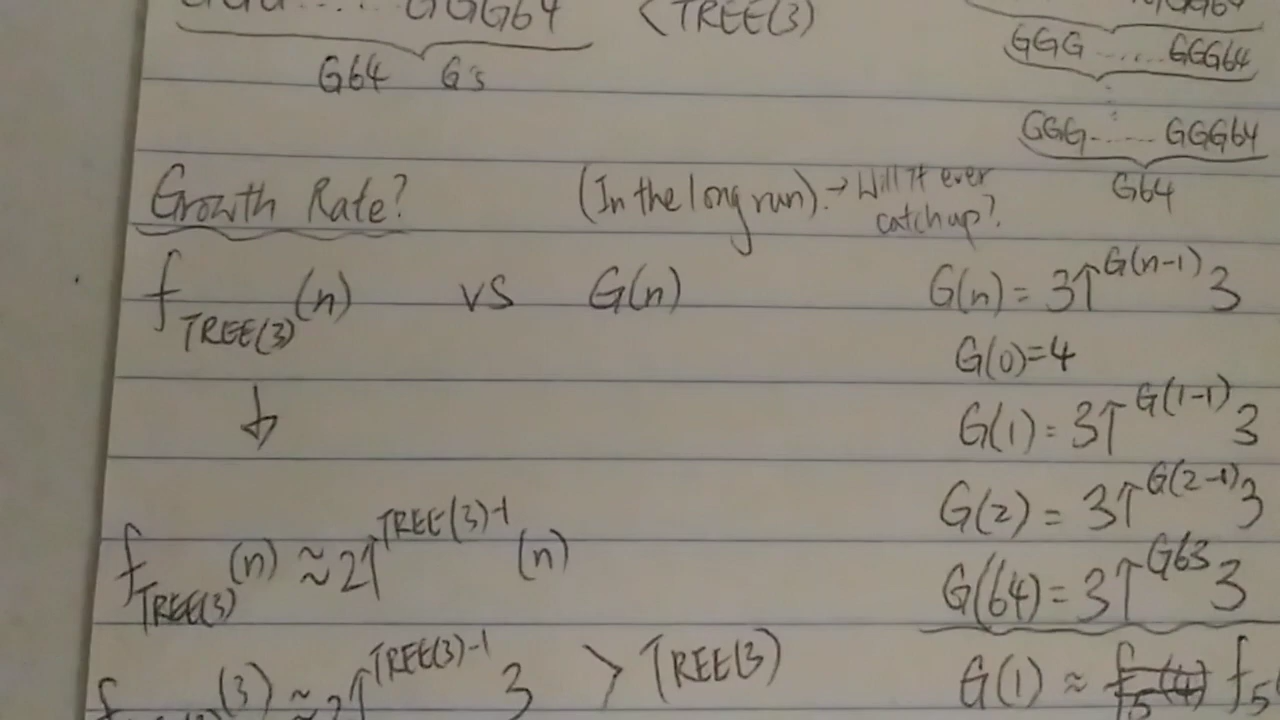 GGG..... GGG64 < TREE(3)
G64 G's
GGG ...... GGG64
GGG...... GGG64
G64
Growth Rate? (In the long run). → Will it ever
catch up?
f_TREE(3)(n) vs G(n) G(n) = 3↑^G(n-1) 3
G(0)=4
↓ G(1) = 3↑^G(1-1) 3
G(2) = 3↑^G(2-1) 3
f_TREE(3)(n) ≈ 2↑^TREE(3)-1 (n) G(64) = 3↑^G63 3
(3) ≈ 2↑^TREE(3)-1 3 > TREE(3) G(1) ≈ f_5(4) f_5